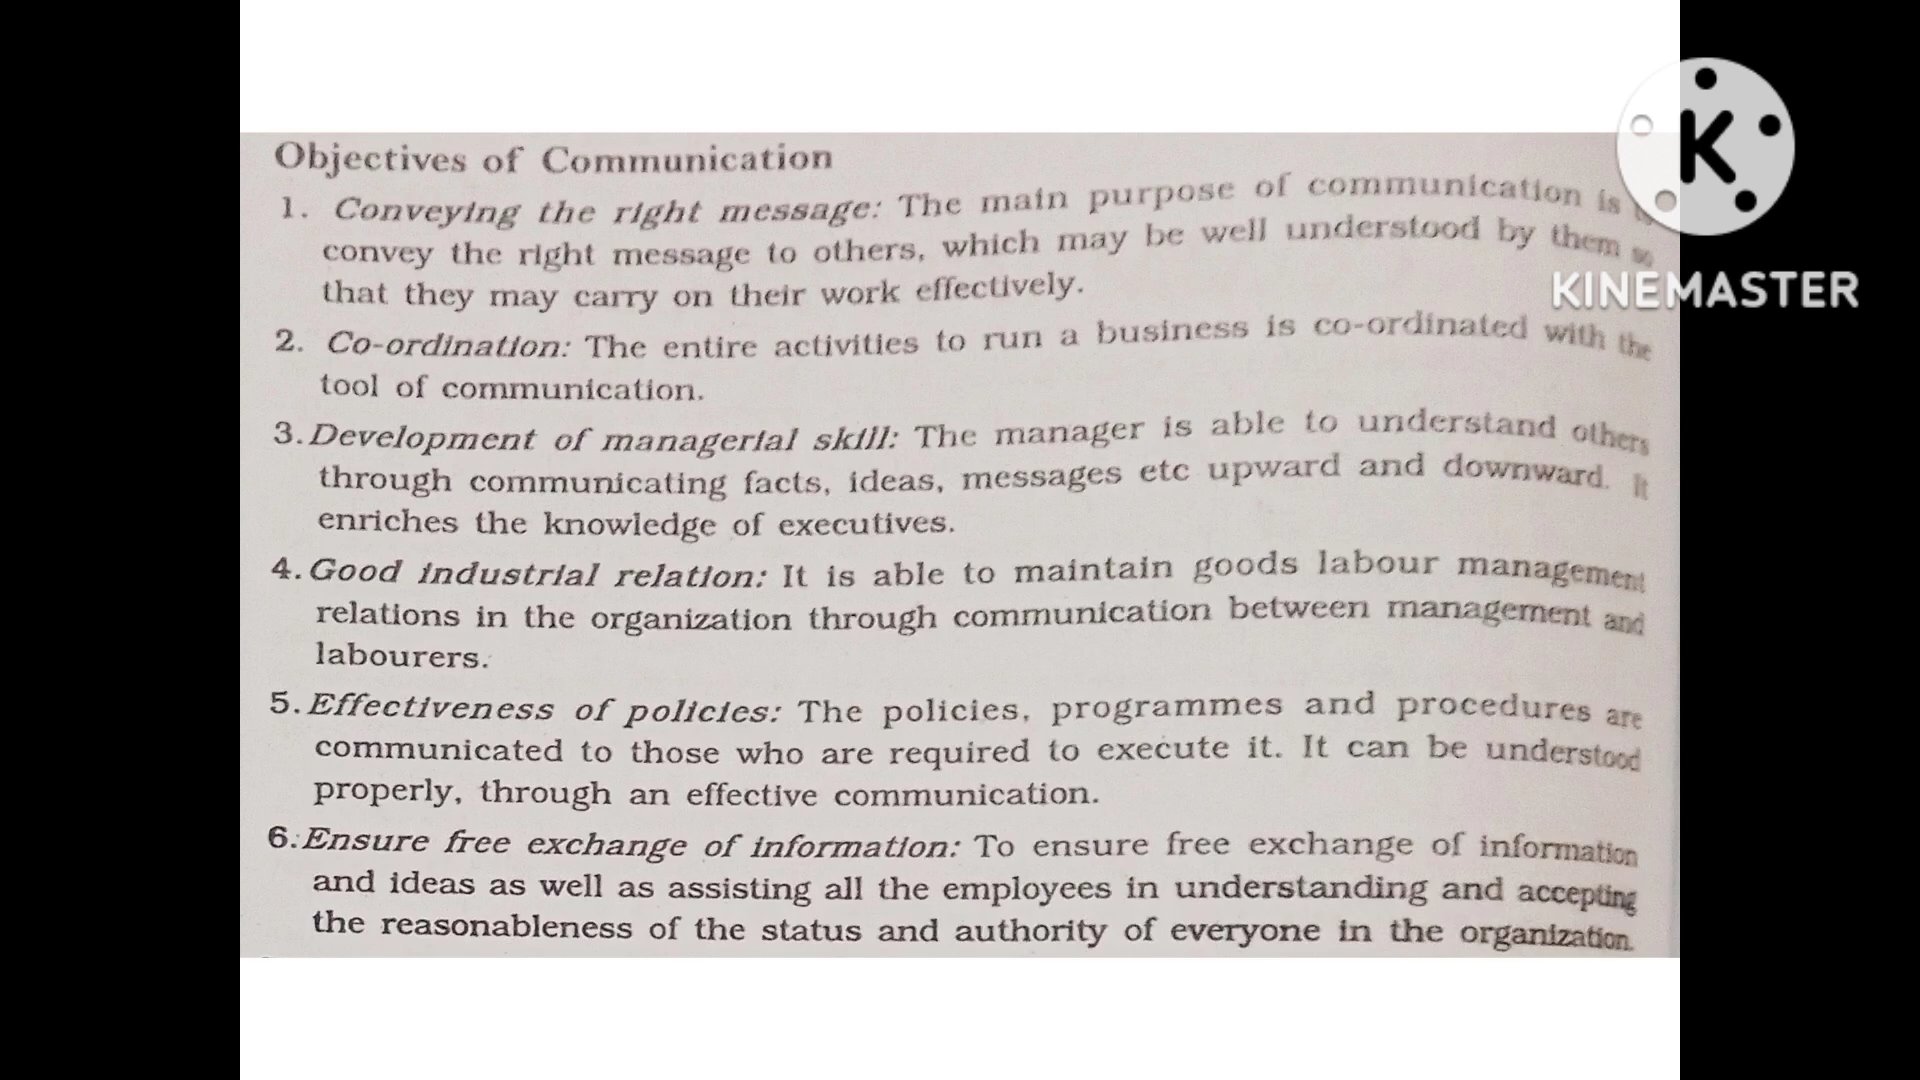 Objectives of Communication
1. Conveying the right message: The main purpose of communication is
convey the right message to others, which may be well understood by them so
that they may carry on their work effectively.
2. Co-ordination: The entire activities to run a business is co-ordinated with the
tool of communication.
3. Development of managerial skill: The manager is able to understand others
through communicating facts, ideas, messages etc upward and downward. It
enriches the knowledge of executives.
4. Good industrial relation: It is able to maintain goods labour management
relations in the organization through communication between management and
labourers.
5. Effectiveness of policies: The policies, programmes and procedures are
communicated to those who are required to execute it. It can be understood
properly, through an effective communication.
6. Ensure free exchange of information: To ensure free exchange of information
and ideas as well as assisting all the employees in understanding and accepting
the reasonableness of the status and authority of everyone in the organization.
K
KINEMASTER